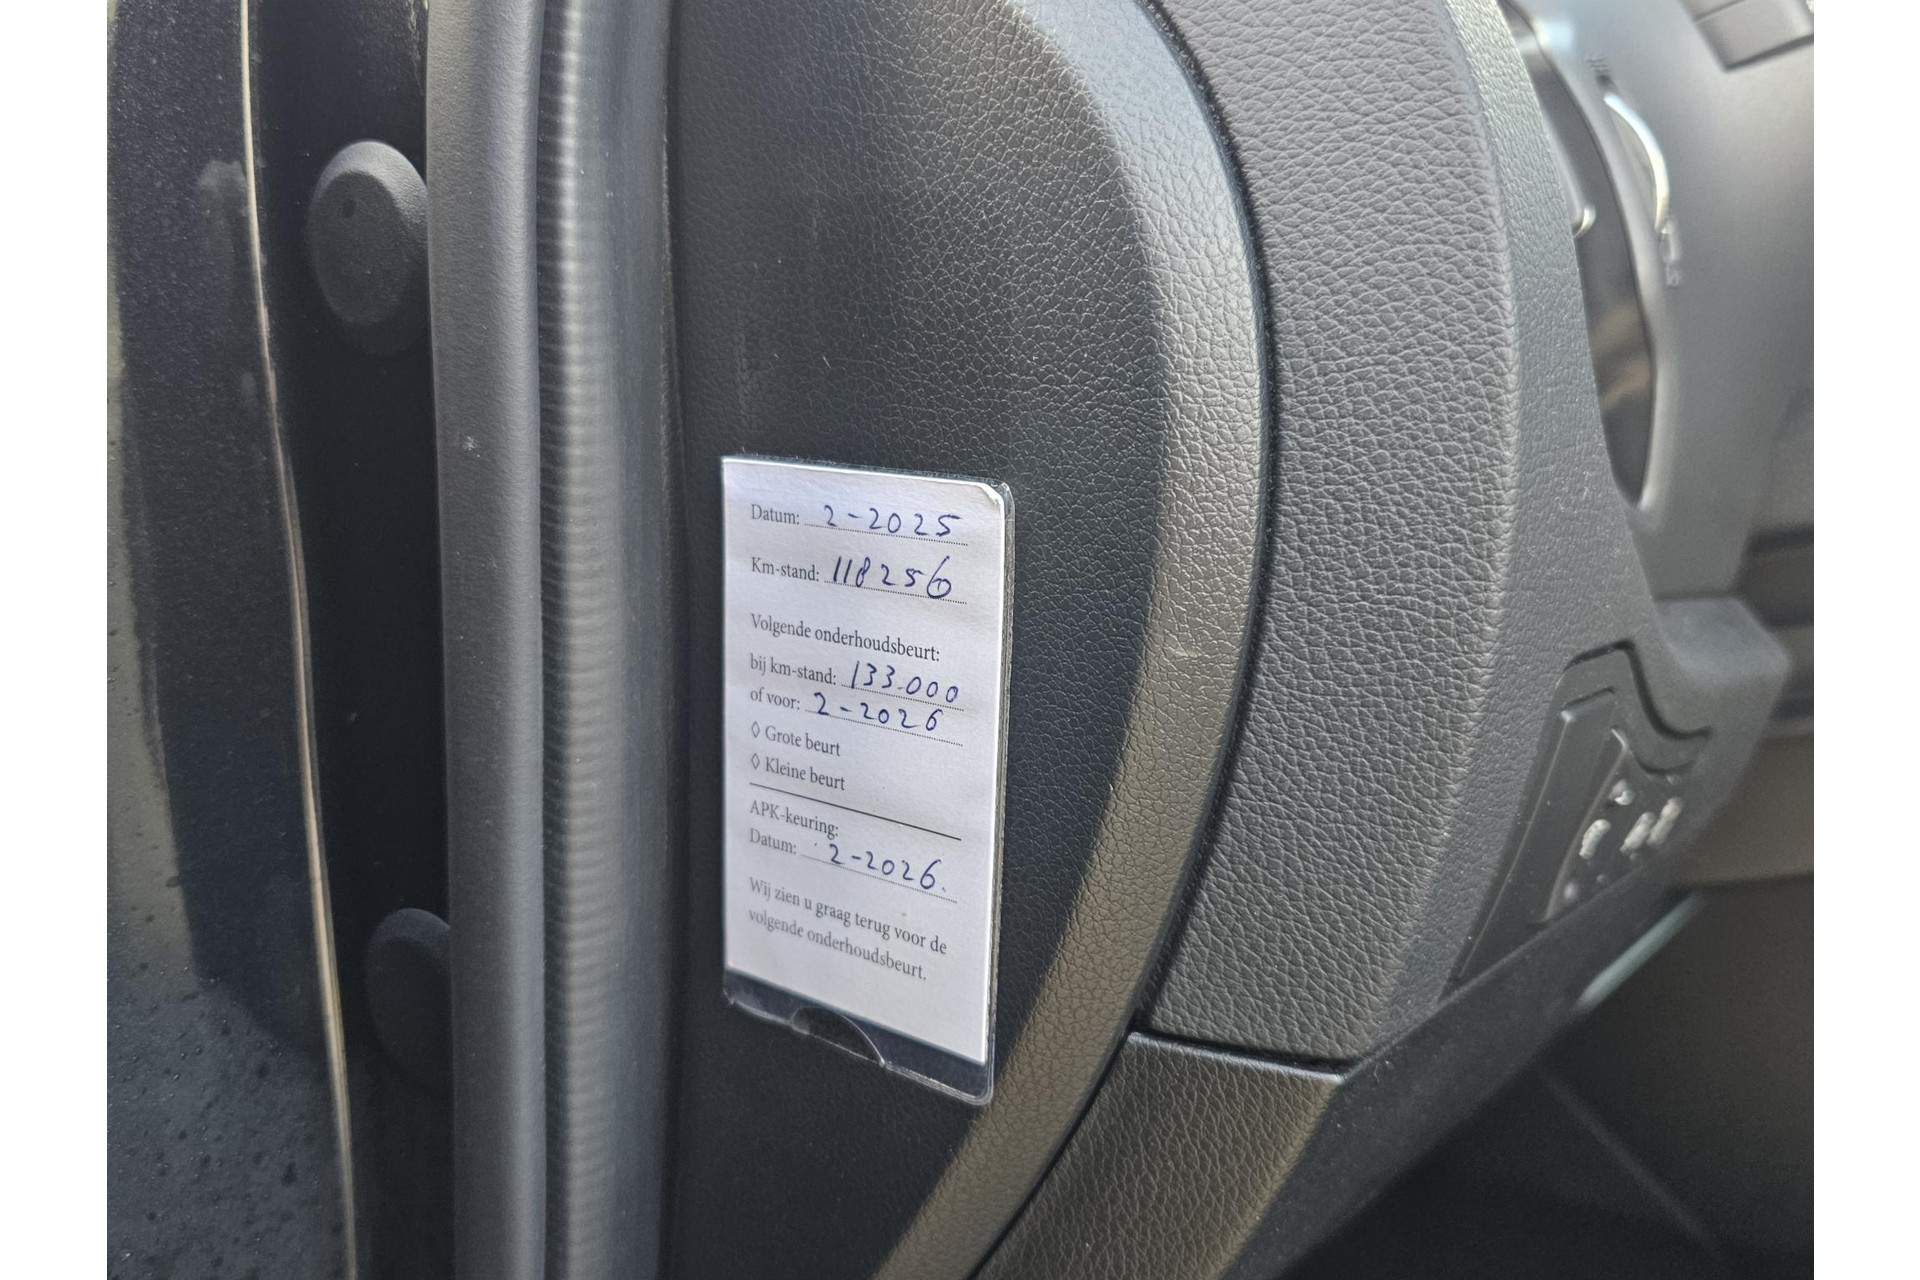 Datum: 2-2025
Km-stand: 118256
Volgende onderhoudsbeurt:
bij km-stand: 133.000
of voor: 2-2026
◊ Grote beurt
◊ Kleine beurt
APK-keuring:
Datum: 2-2026.
Wij zien u graag terug voor de
volgende onderhoudsbeurt.